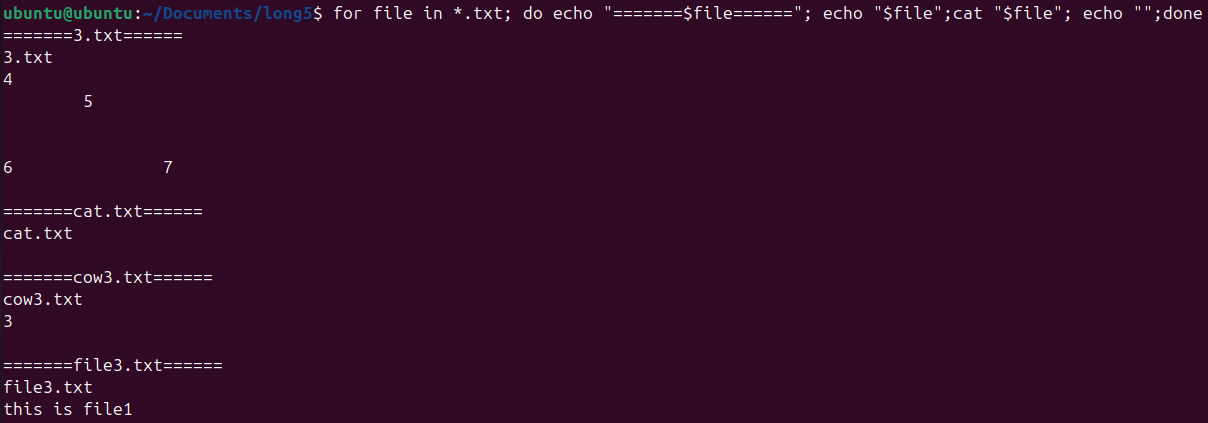 ubuntu@ubuntu:~/Documents/long5$ for file in *.txt; do echo "=======$file======"; echo "$file";cat "$file"; echo "";done
=======3.txt======
3.txt
4
        5


6               7

=======cat.txt======
cat.txt

=======cow3.txt======
cow3.txt
3

=======file3.txt======
file3.txt
this is file1